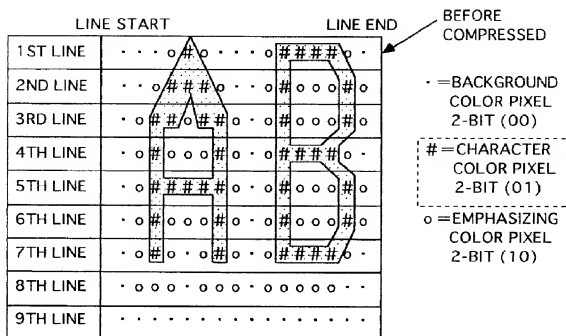 LINE START
LINE END
BEFORE
COMPRESSED
1ST LINE
2ND LINE
3RD LINE
4TH LINE
5TH LINE
6TH LINE
7TH LINE
8TH LINE
9TH LINE
· =BACKGROUND
COLOR PIXEL
2-BIT (00)
# =CHARACTER
COLOR PIXEL
2-BIT (01)
o =EMPHASIZING
COLOR PIXEL
2-BIT (10)